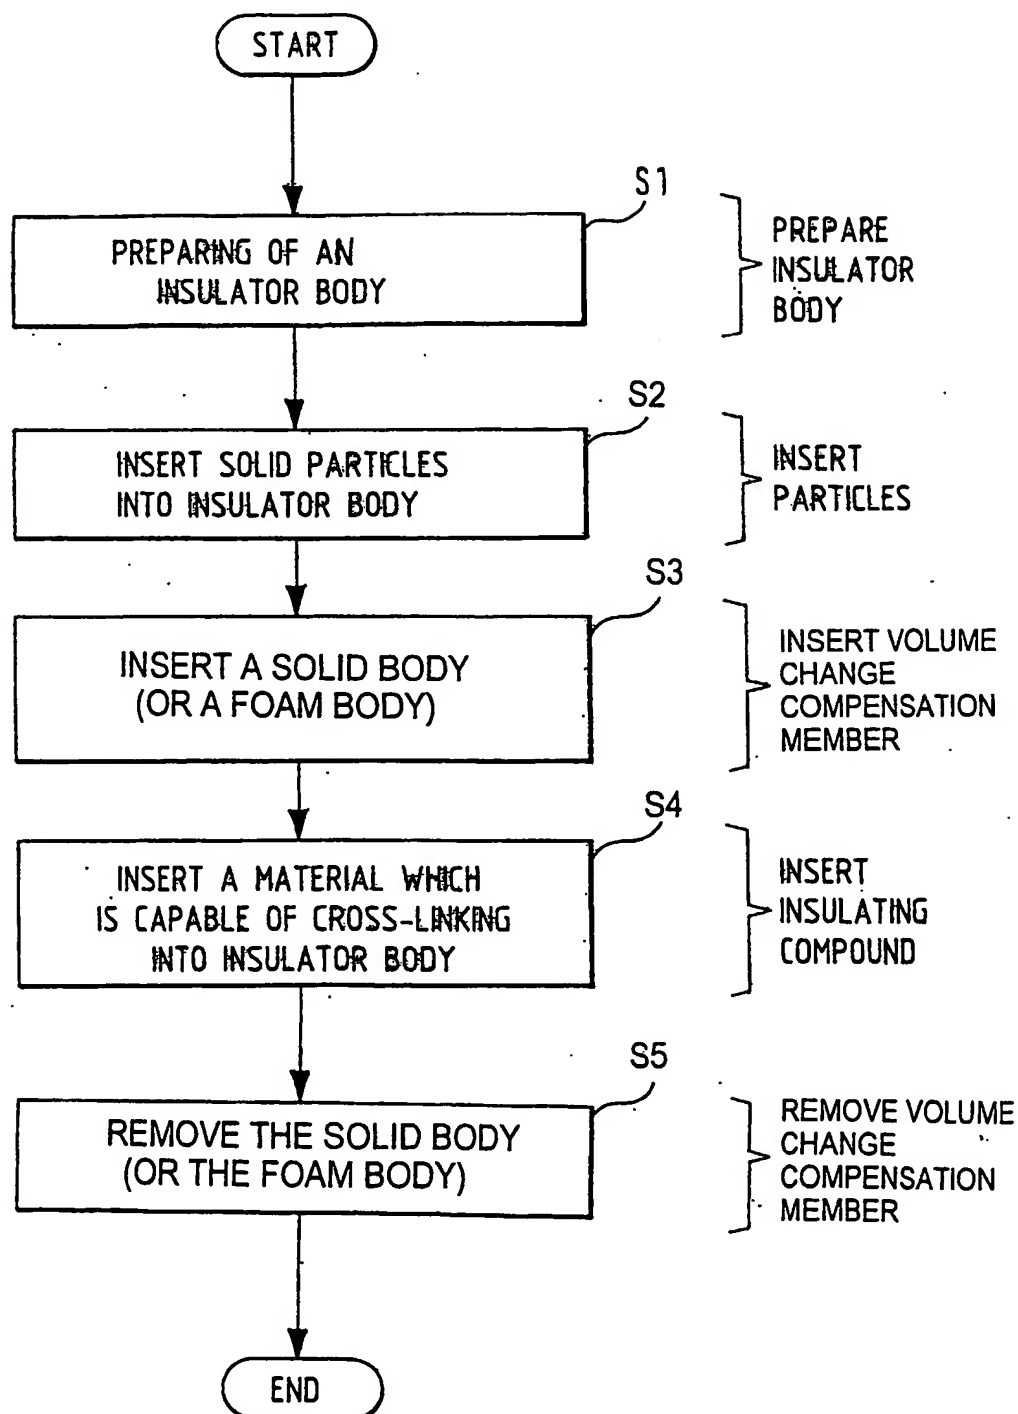 START
S1
PREPARING OF AN
INSULATOR BODY
PREPARE
INSULATOR
BODY
S2
INSERT SOLID PARTICLES
INTO INSULATOR BODY
INSERT
PARTICLES
S3
INSERT A SOLID BODY
(OR A FOAM BODY)
INSERT VOLUME
CHANGE
COMPENSATION
MEMBER
S4
INSERT A MATERIAL WHICH
IS CAPABLE OF CROSS-LINKING
INTO INSULATOR BODY
INSERT
INSULATING
COMPOUND
S5
REMOVE THE SOLID BODY
(OR THE FOAM BODY)
REMOVE VOLUME
CHANGE
COMPENSATION
MEMBER
END